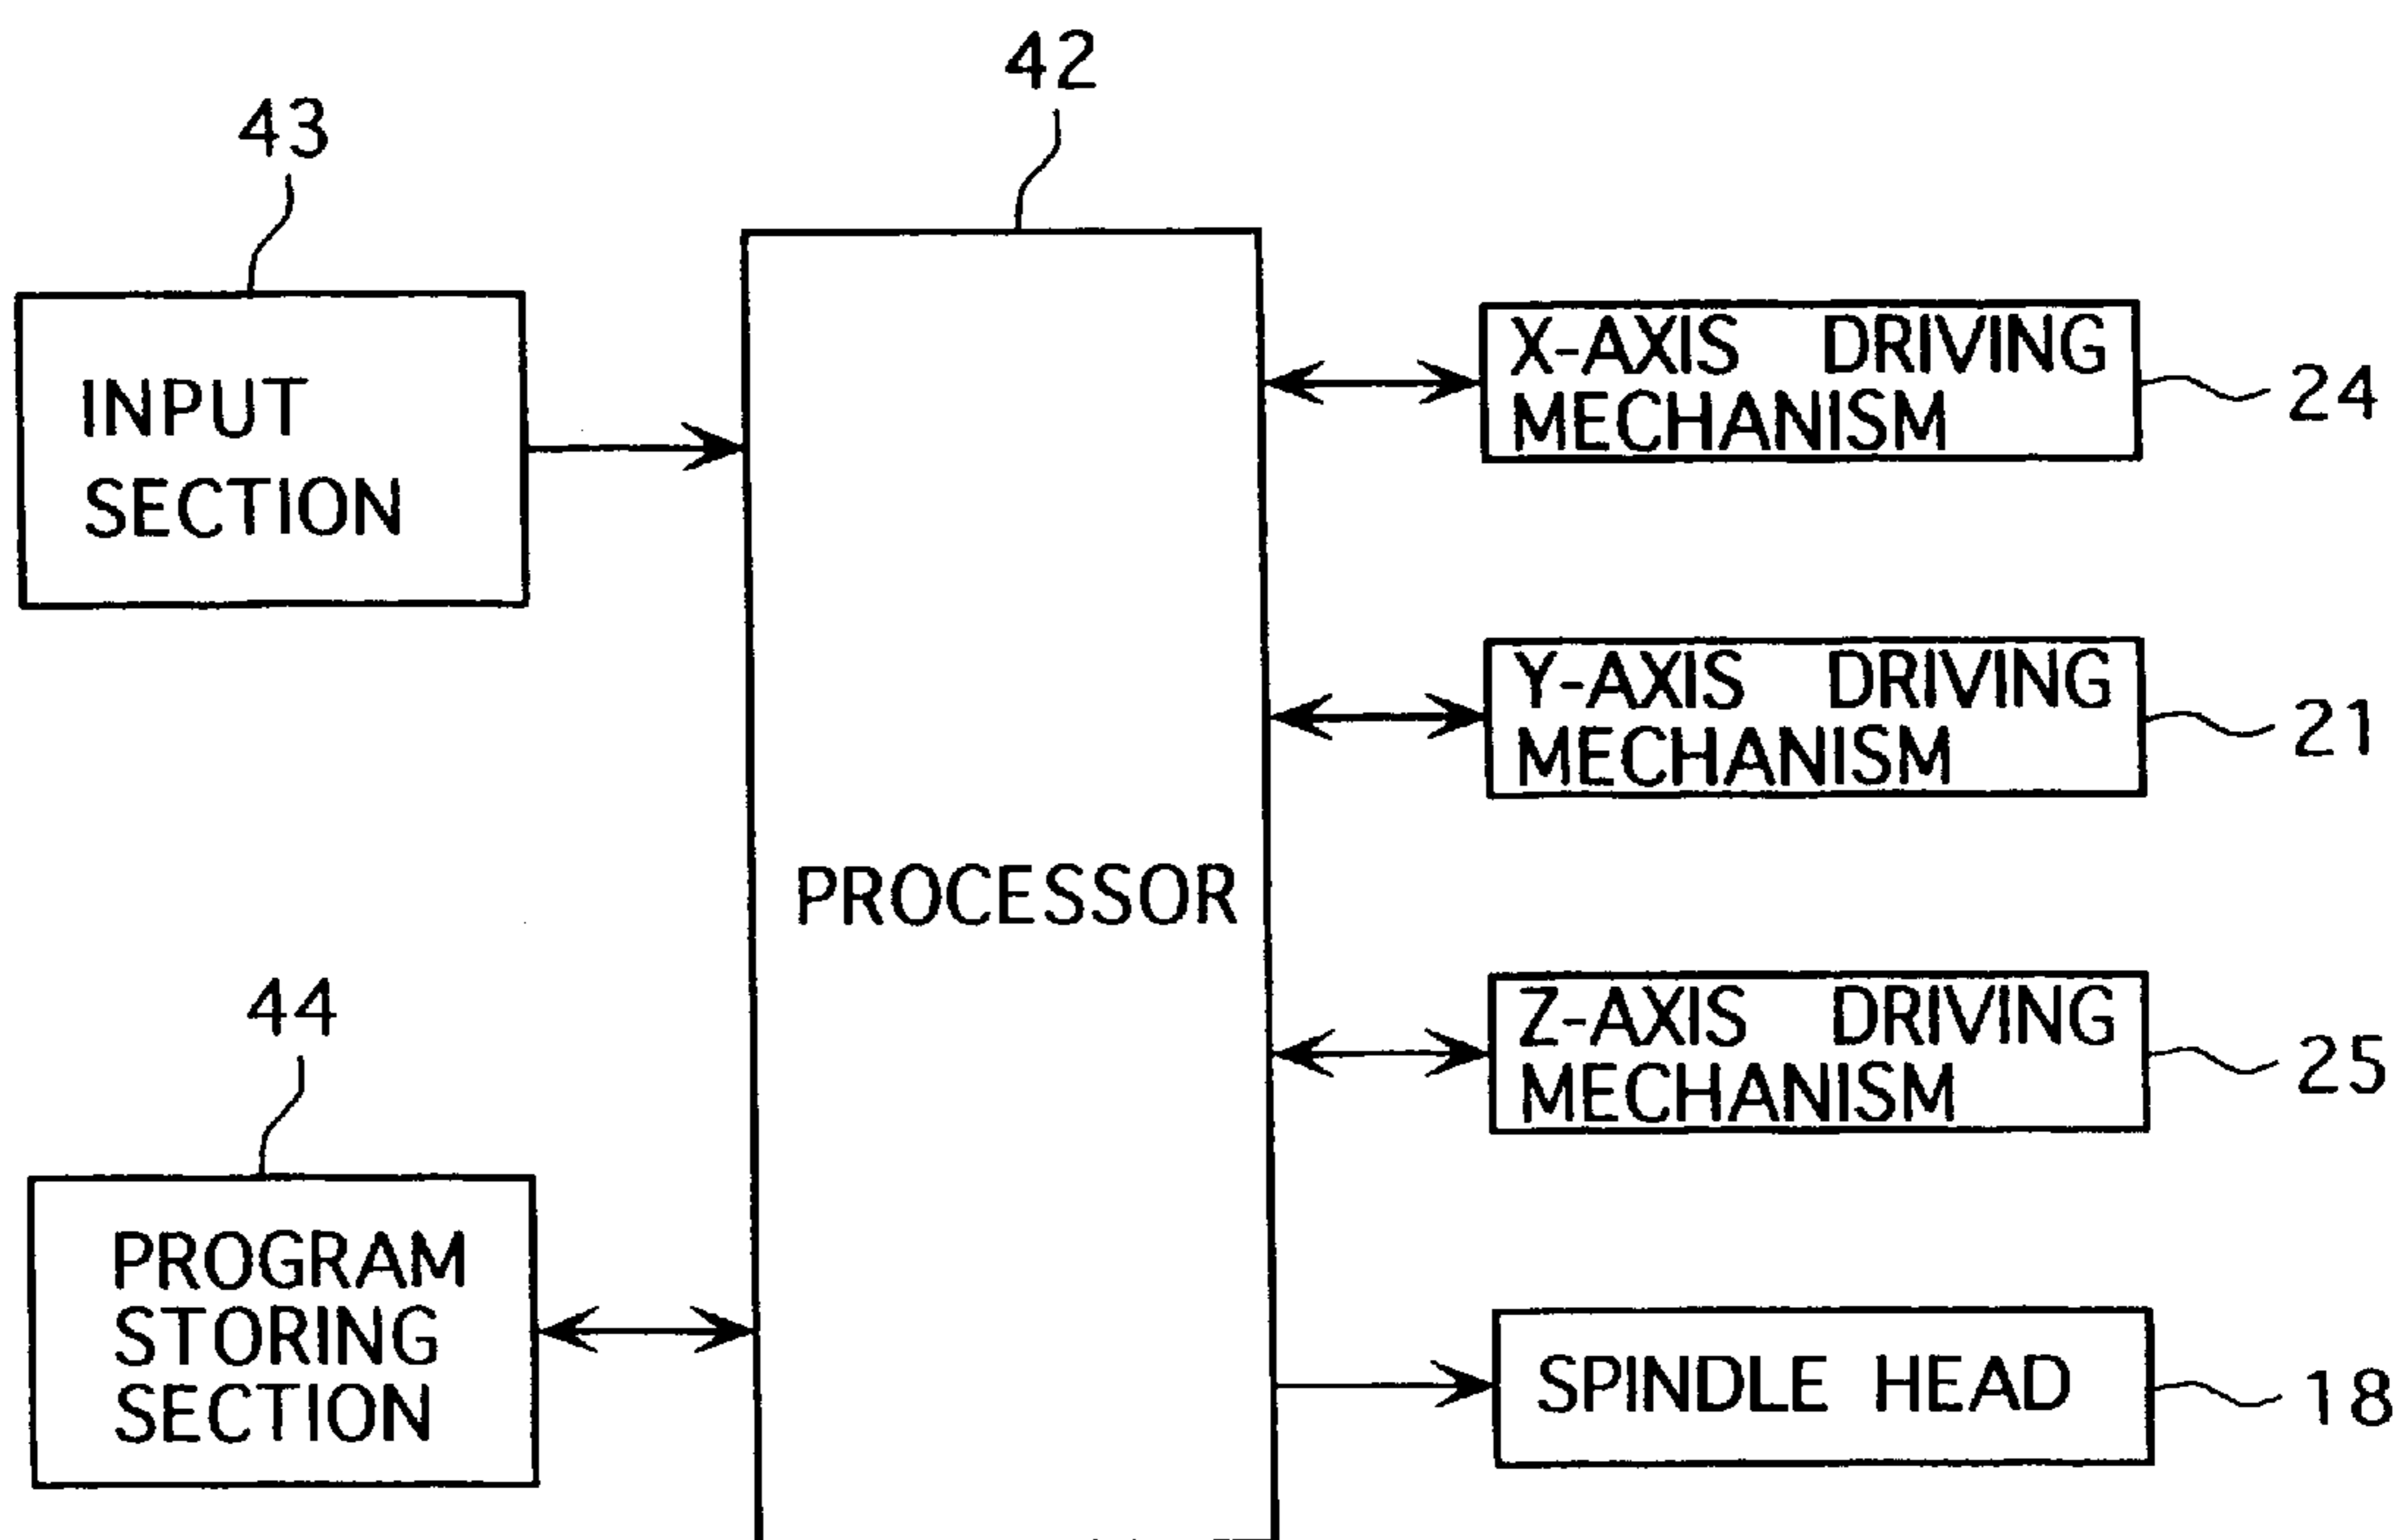 42
43
INPUT
SECTION
X-AXIS DRIVING
MECHANISM
24
Y-AXIS DRIVING
MECHANISM
21
PROCESSOR
44
Z-AXIS DRIVING
MECHANISM
25
PROGRAM
STORING
SECTION
SPINDLE HEAD
18